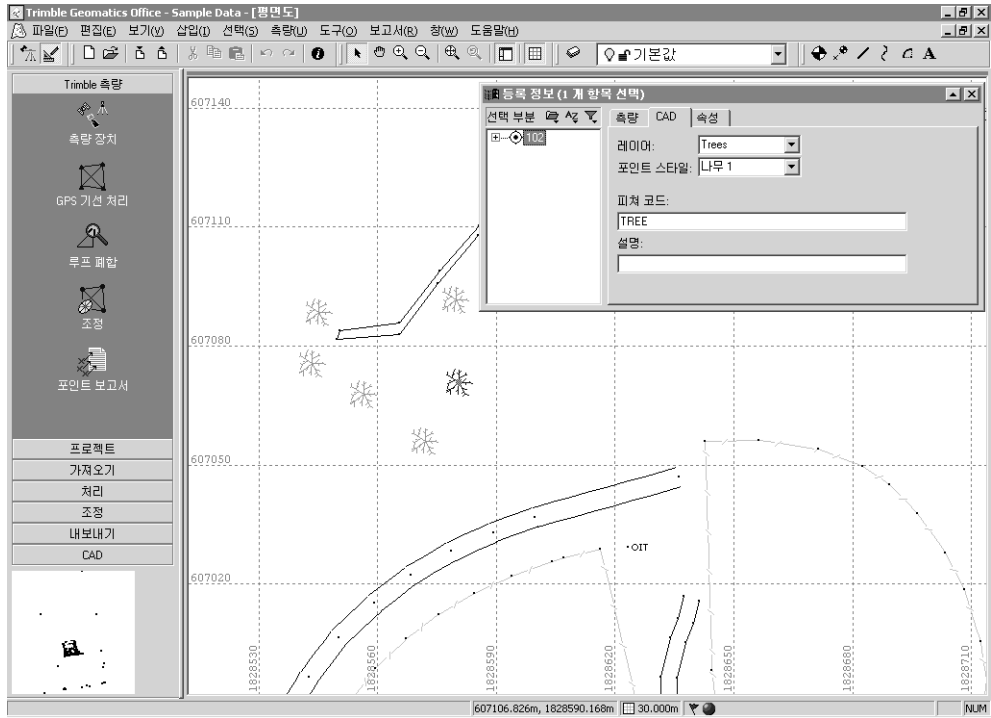 Trimble Geomatics Office - Sample Data - [평면도]
파일(F) 편집(E) 보기(V) 삽입(I) 선택(S) 측량(U) 도구(O) 보고서(R) 창(W) 도움말(H)
기본값
A
Trimble 측량
측량 장치
GPS 기선 처리
루프 폐합
조정
포인트 보고서
프로젝트
가져오기
처리
조정
내보내기
CAD
등록 정보 (1 개 항목 선택)
선택 부분
102
측량 CAD 속성
레이어: Trees
포인트 스타일: 나무 1
피쳐 코드:
TREE
설명:
607140
607110
607080
607050
607020
OIT
1828530
1828560
1828590
1828620
1828650
1828680
1828710
607106.826m, 1828590.168m 30.000m NUM